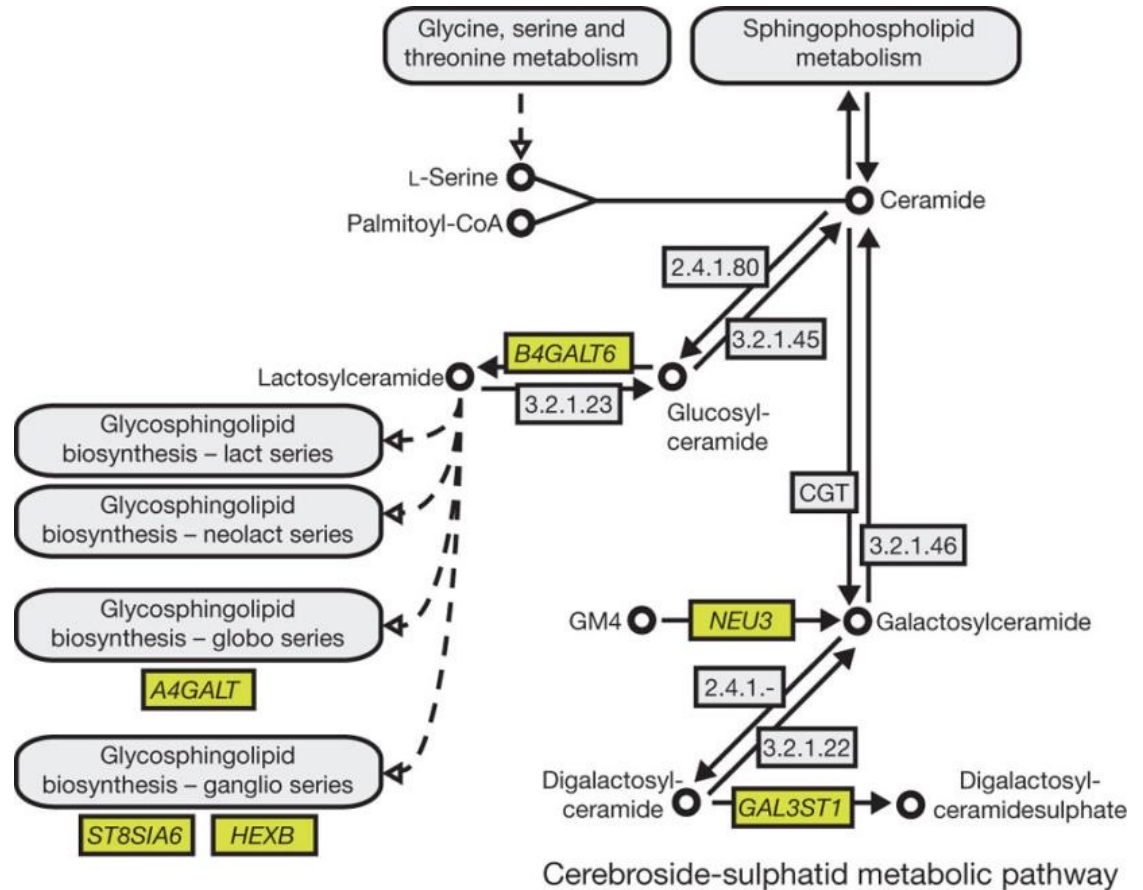 Glycine, serine and
threonine metabolism
Sphingophospholipid
metabolism
L-Serine
Palmitoyl-CoA
Ceramide
2.4.1.80
3.2.1.45
B4GALT6
Lactosylceramide
3.2.1.23
Glucosyl-
ceramide
Glycosphingolipid
biosynthesis – lact series
Glycosphingolipid
biosynthesis – neolact series
CGT
3.2.1.46
Glycosphingolipid
biosynthesis – globo series
A4GALT
GM4
NEU3
Galactosylceramide
2.4.1.-
3.2.1.22
Glycosphingolipid
biosynthesis – ganglio series
ST8SIA6
HEXB
Digalactosyl-
ceramide
GAL3ST1
Digalactosyl-
ceramidesulphate
Cerebroside-sulphatid metabolic pathway